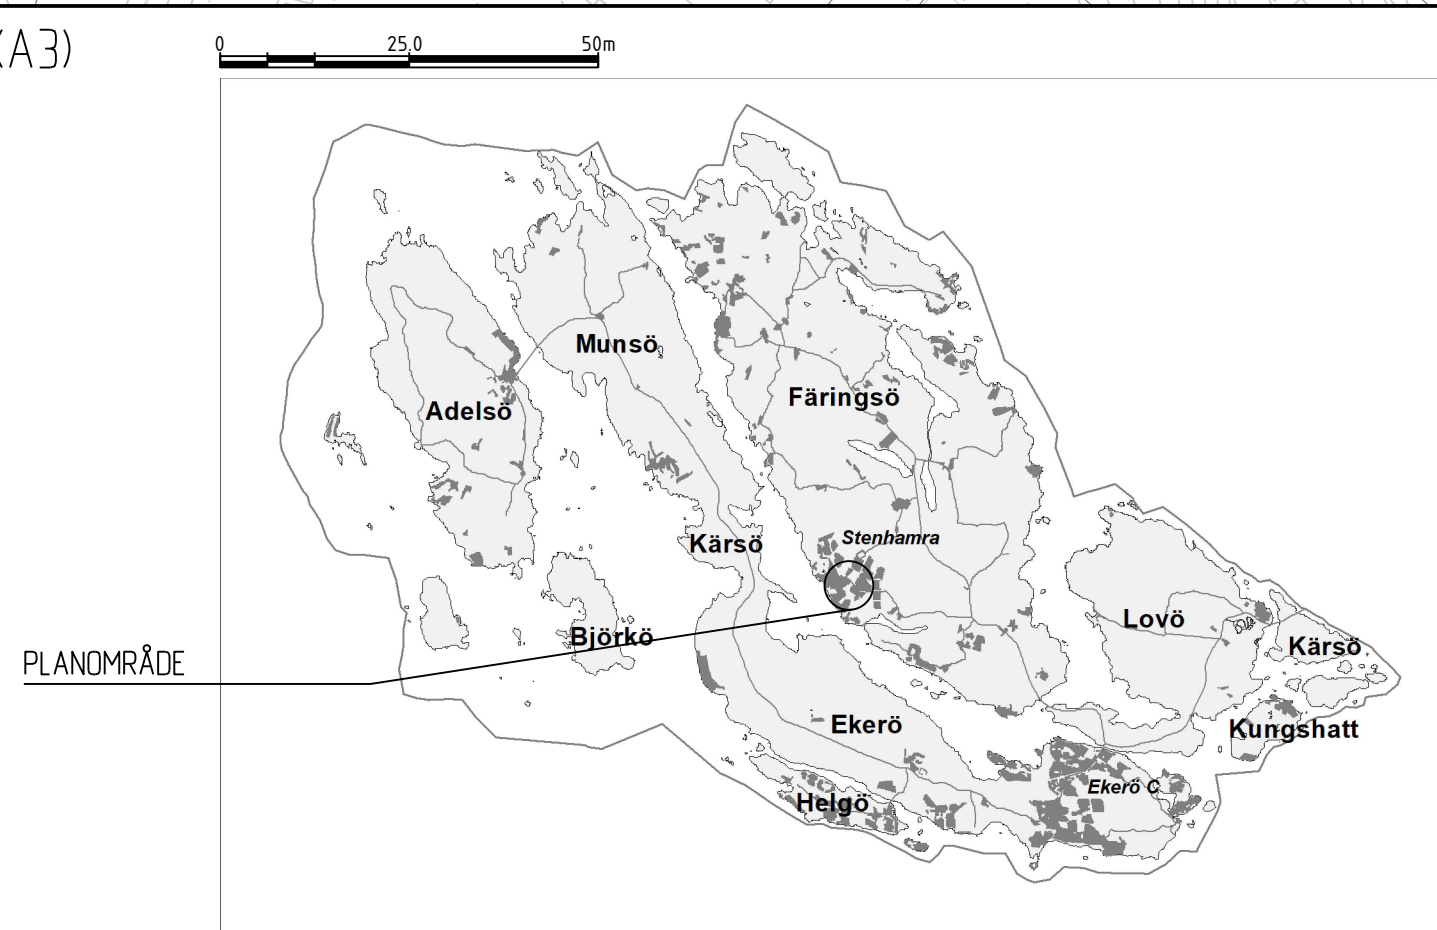 (A3)
0 25.0 50m
Munsö
Färingsö
Adelsö
Stenhamra
Kärsö
Lovö
Björkö
Kärsö
PLANOMRÅDE
Ekerö
Kungshatt
Ekerö C
Helgö